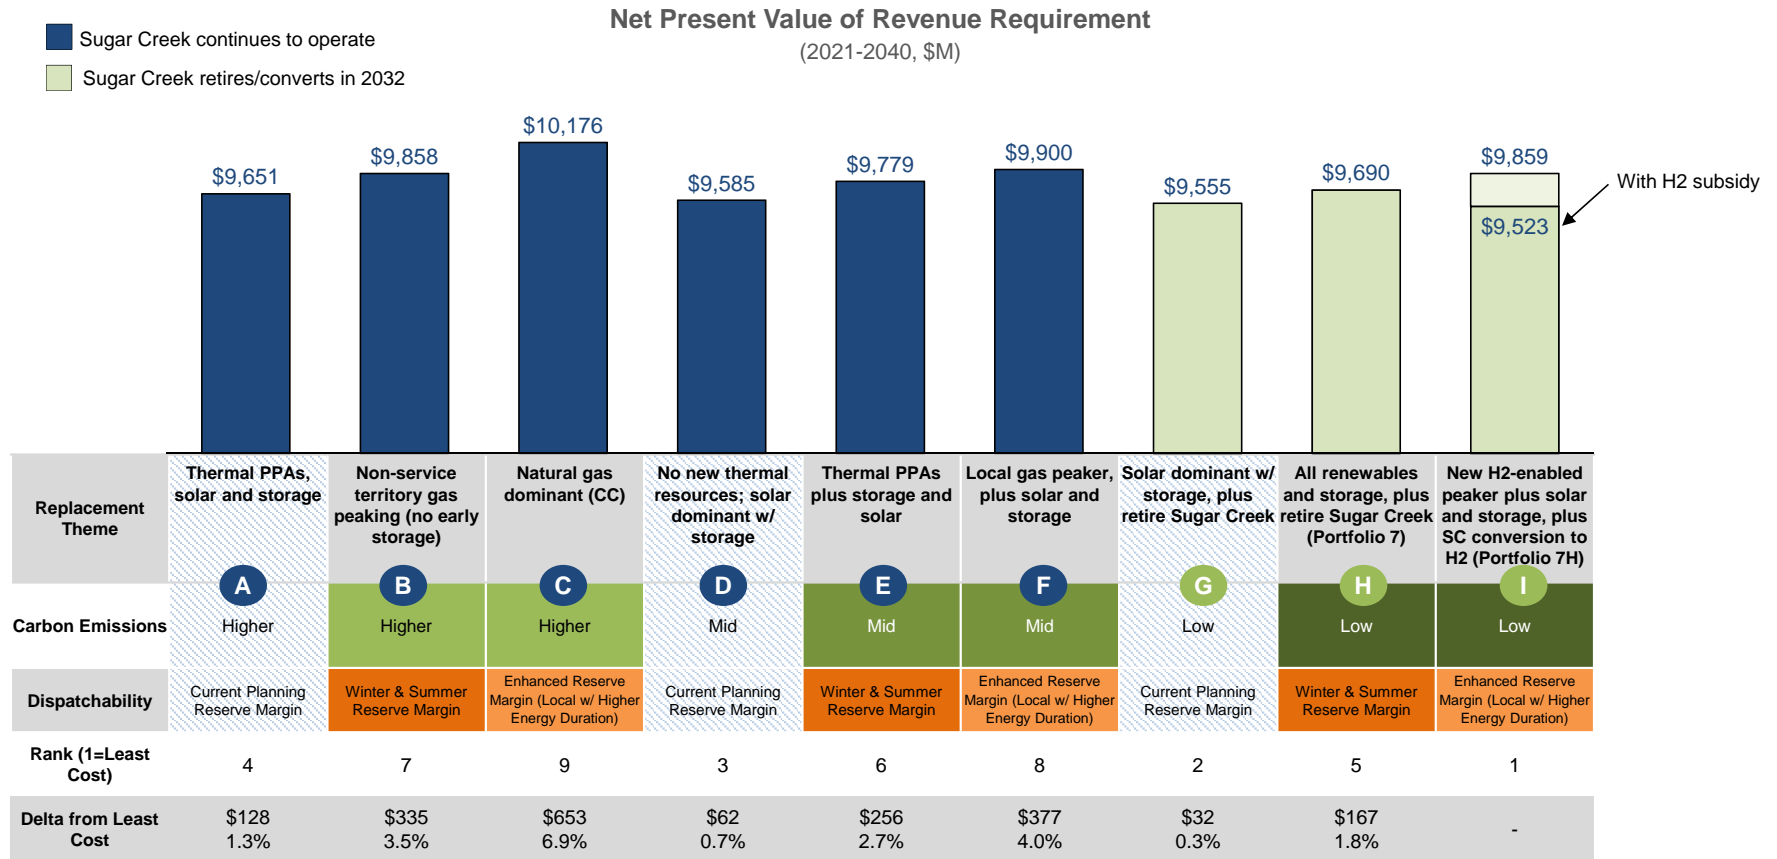 Net Present Value of Revenue Requirement
(2021-2040, $M)
Sugar Creek continues to operate
Sugar Creek retires/converts in 2032
$9,651
$9,858
$10,176
$9,585
$9,779
$9,900
$9,555
$9,690
$9,859
$9,523
With H2 subsidy
Replacement
Theme
Thermal PPAs,
solar and storage
Non-service
territory gas
peaking (no early
storage)
Natural gas
dominant (CC)
No new thermal
resources; solar
dominant w/
storage
Thermal PPAs
plus storage and
solar
Local gas peaker,
plus solar and
storage
Solar dominant w/
storage, plus
retire Sugar Creek
All renewables
and storage, plus
retire Sugar Creek
(Portfolio 7)
New H2-enabled
peaker plus solar
and storage, plus
SC conversion to
H2 (Portfolio 7H)
A
B
C
D
E
F
G
H
I
Carbon Emissions
Higher
Higher
Higher
Mid
Mid
Mid
Low
Low
Low
Dispatchability
Current Planning
Reserve Margin
Winter & Summer
Reserve Margin
Enhanced Reserve
Margin (Local w/ Higher
Energy Duration)
Current Planning
Reserve Margin
Winter & Summer
Reserve Margin
Enhanced Reserve
Margin (Local w/ Higher
Energy Duration)
Current Planning
Reserve Margin
Winter & Summer
Reserve Margin
Enhanced Reserve
Margin (Local w/ Higher
Energy Duration)
Rank (1=Least
Cost)
4
7
9
3
6
8
2
5
1
Delta from Least
Cost
$128
1.3%
$335
3.5%
$653
6.9%
$62
0.7%
$256
2.7%
$377
4.0%
$32
0.3%
$167
1.8%
-